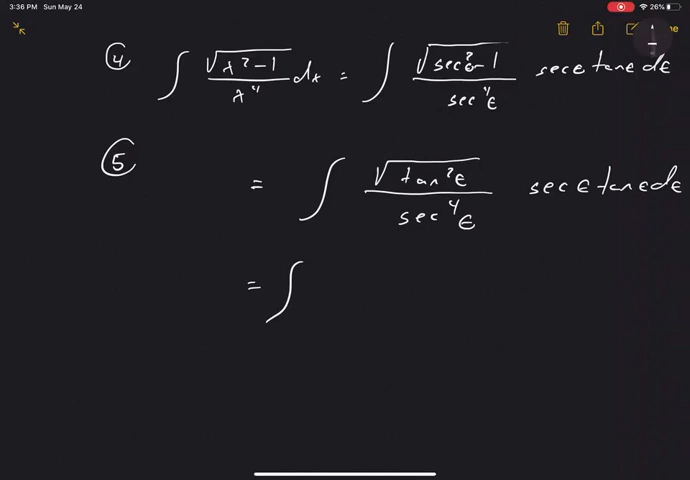 3:36 PM Sun May 24 26%
④ ∫ √(x² - 1) / x⁴ dx = ∫ √(sec²θ - 1) / sec⁴θ secθ tanθ dθ
⑤ = ∫ √(tan²θ) / sec⁴θ secθ tanθ dθ
= ∫